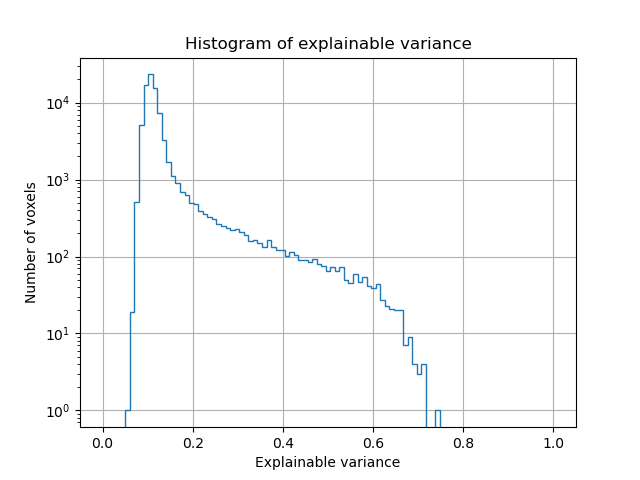 Histogram of explainable variance
Number of voxels
10⁴
10³
10²
10¹
10⁰
0.0 0.2 0.4 0.6 0.8 1.0
Explainable variance